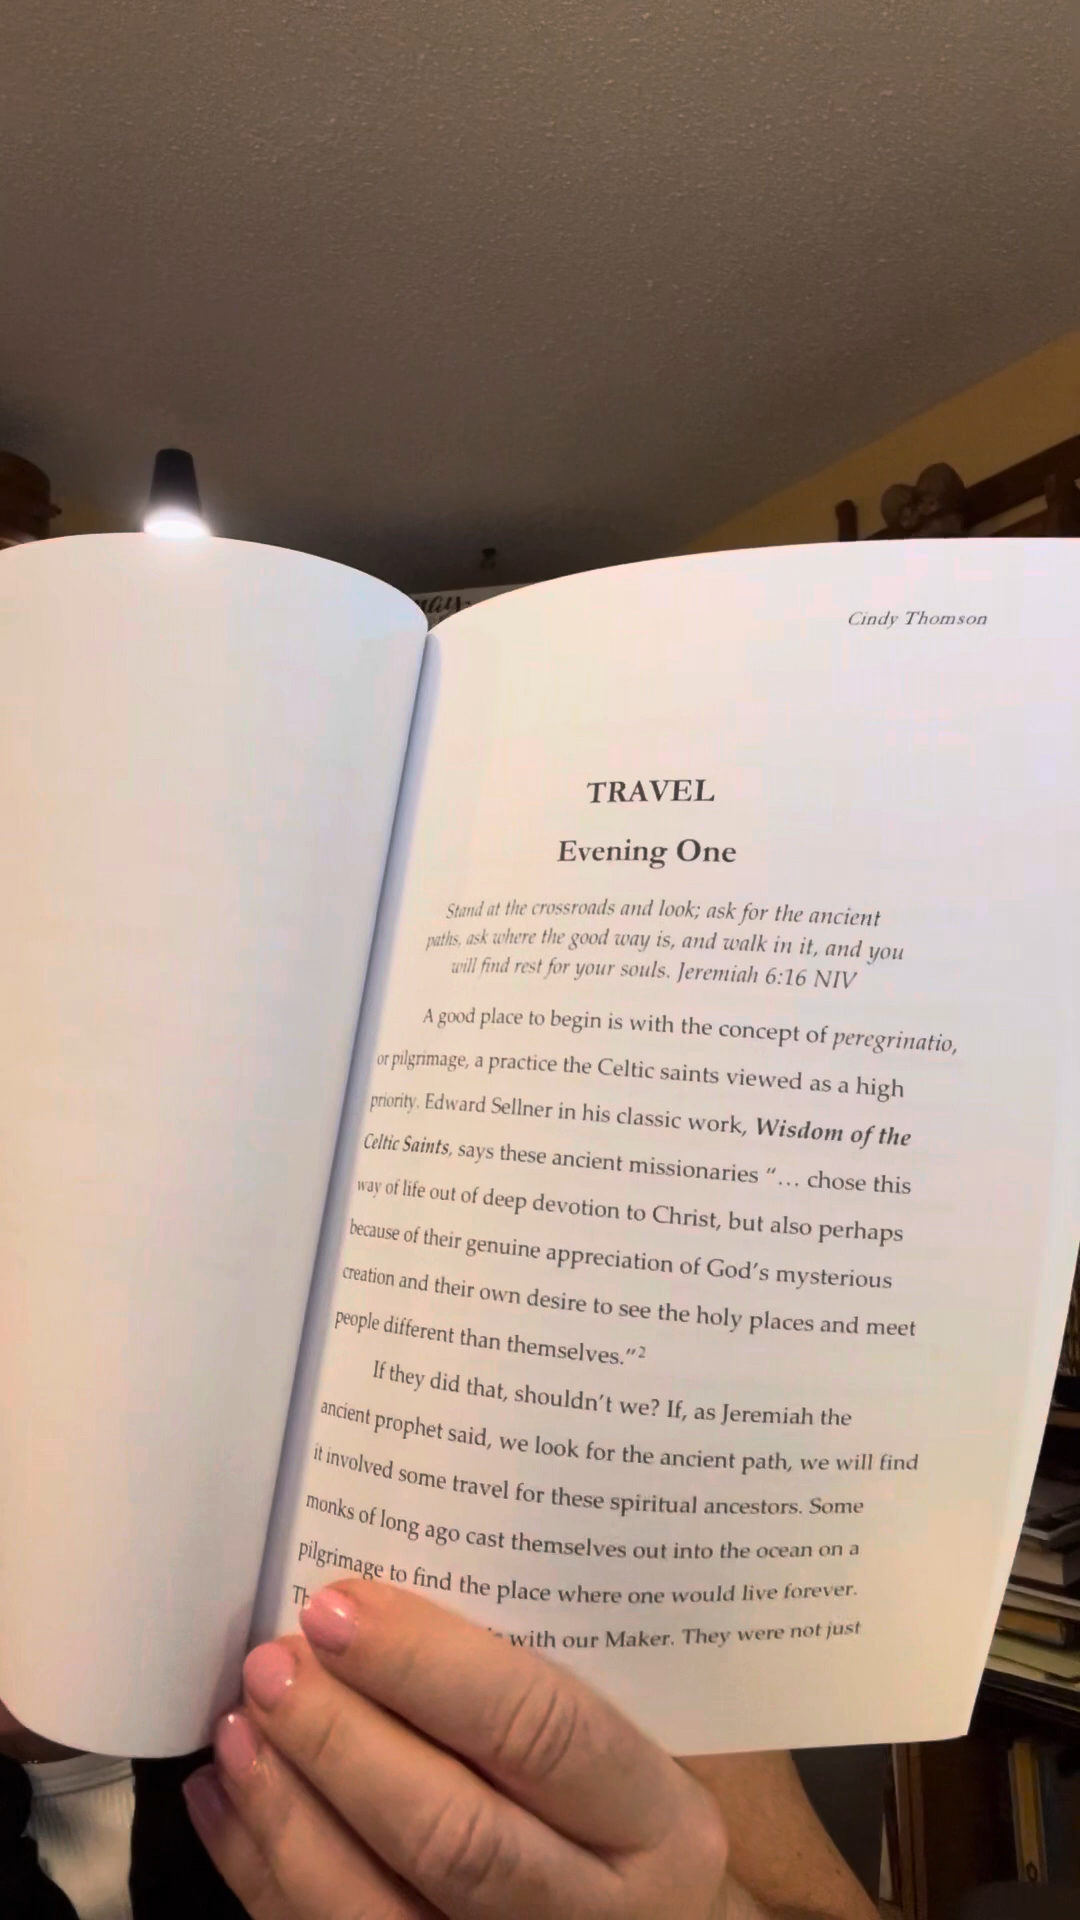 Cindy Thomson
TRAVEL
Evening One
Stand at the crossroads and look; ask for the ancient
paths, ask where the good way is, and walk in it, and you
will find rest for your souls. Jeremiah 6:16 NIV
A good place to begin is with the concept of peregrinatio,
or pilgrimage, a practice the Celtic saints viewed as a high
priority. Edward Sellner in his classic work, Wisdom of the
Celtic Saints, says these ancient missionaries “… chose this
way of life out of deep devotion to Christ, but also perhaps
because of their genuine appreciation of God’s mysterious
creation and their own desire to see the holy places and meet
people different than themselves.”2
If they did that, shouldn’t we? If, as Jeremiah the
ancient prophet said, we look for the ancient path, we will find
it involved some travel for these spiritual ancestors. Some
monks of long ago cast themselves out into the ocean on a
pilgrimage to find the place where one would live forever.
with our Maker. They were not just